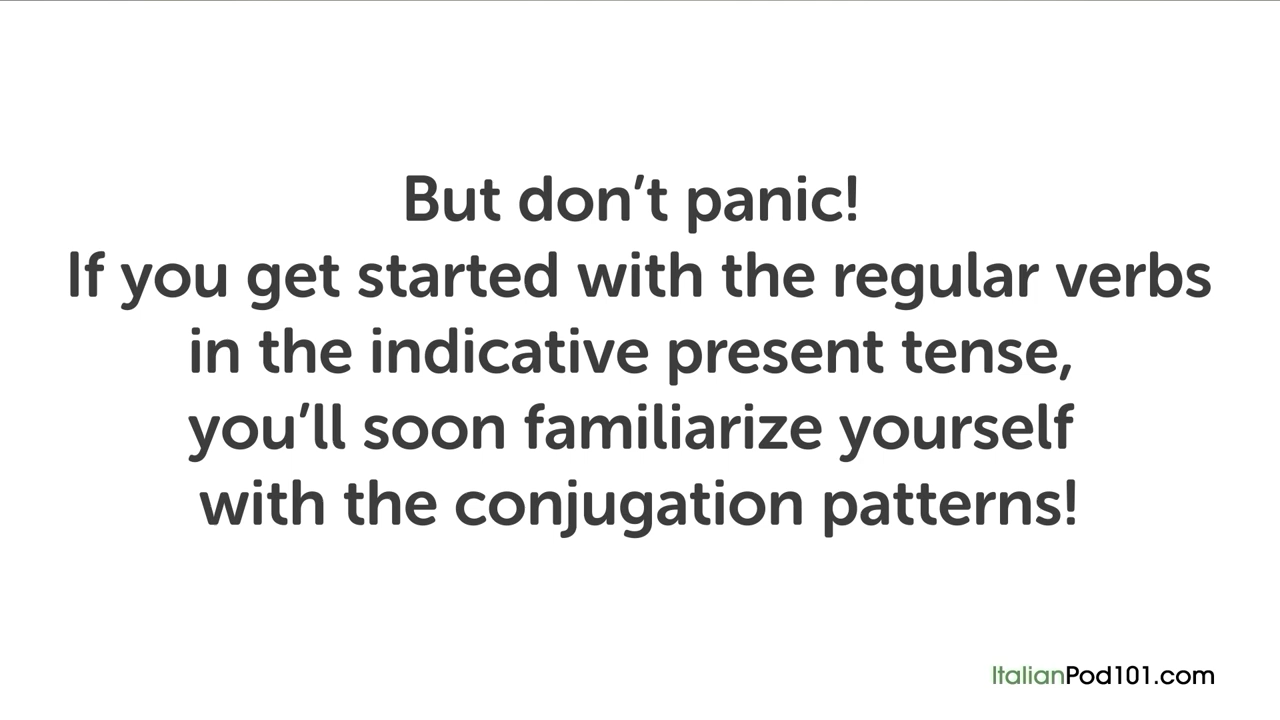 But don’t panic!
If you get started with the regular verbs
in the indicative present tense,
you’ll soon familiarize yourself
with the conjugation patterns!
ItalianPod101.com